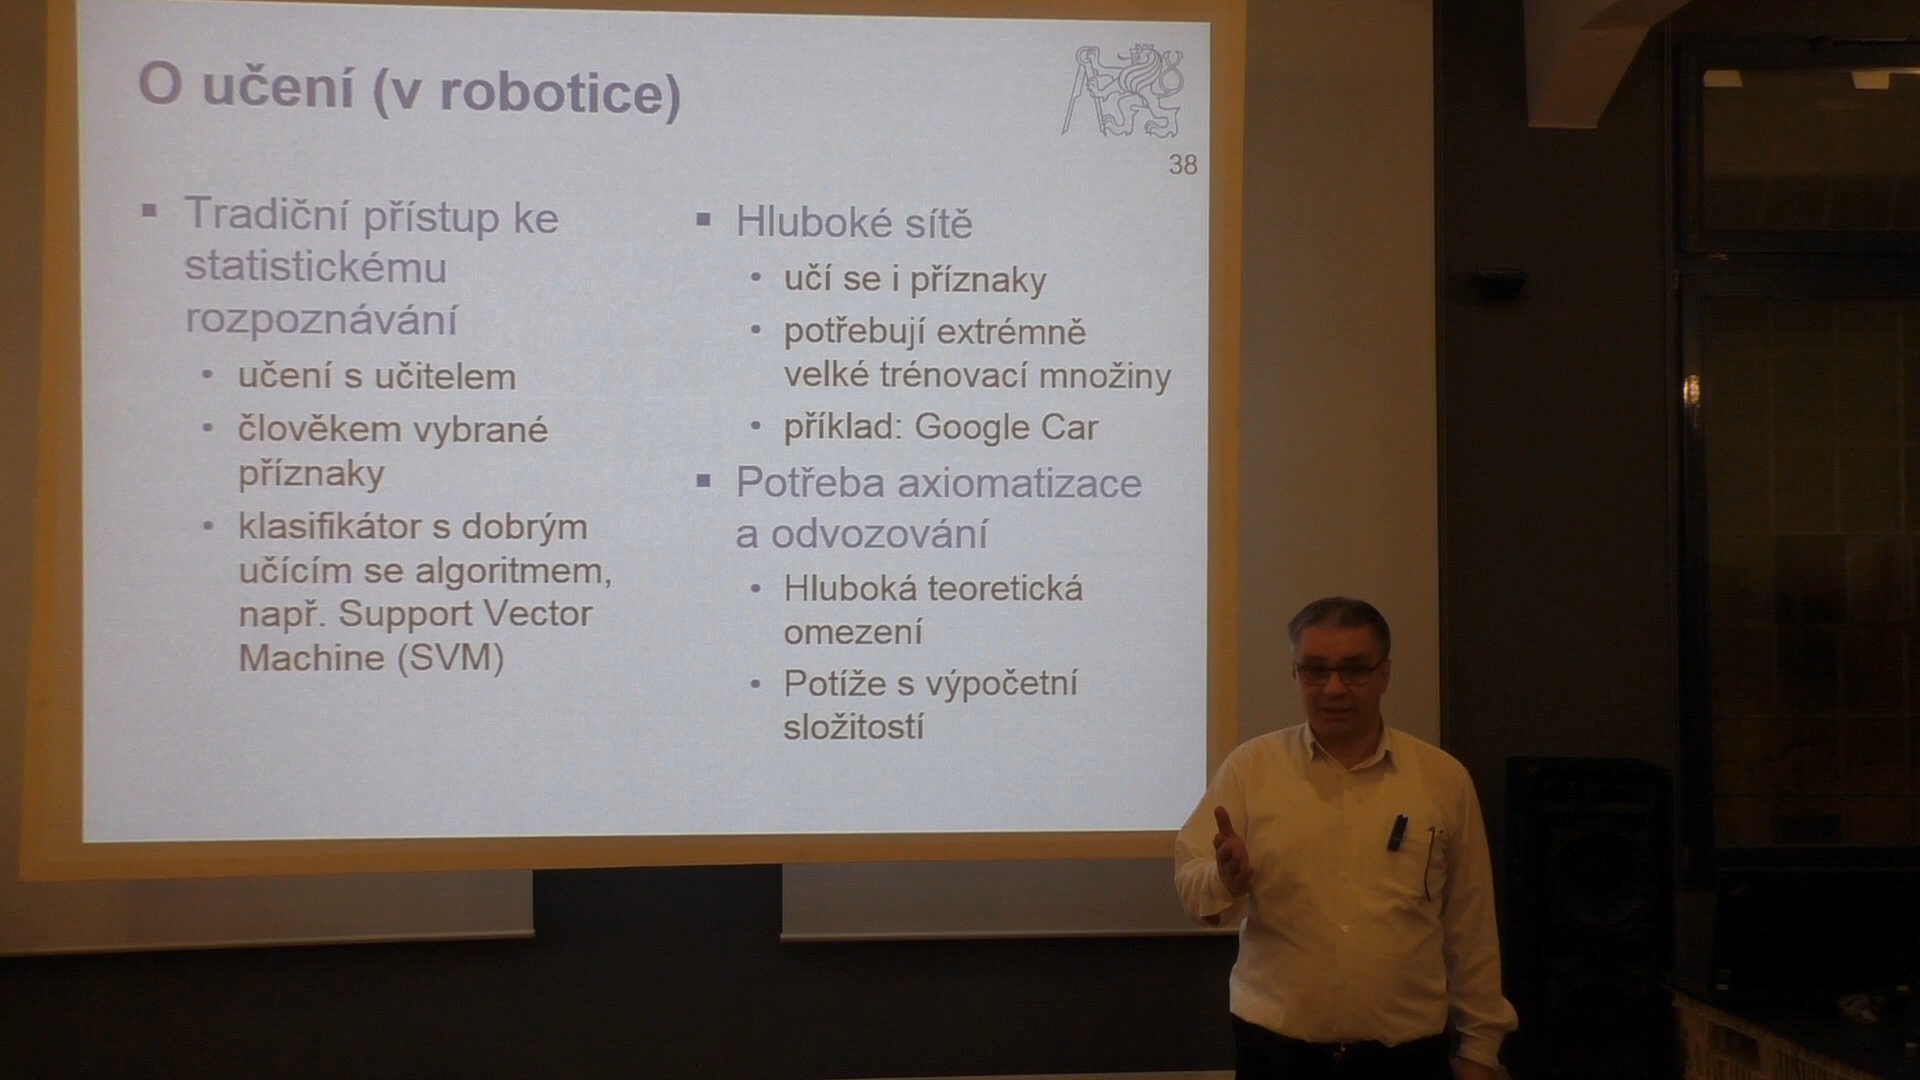 O učení (v robotice)
38
▪ Tradiční přístup ke
statistickému
rozpoznávání
• učení s učitelem
• člověkem vybrané
příznaky
• klasifikátor s dobrým
učícím se algoritmem,
např. Support Vector
Machine (SVM)
▪ Hluboké sítě
• učí se i příznaky
• potřebují extrémně
velké trénovací množiny
• příklad: Google Car
▪ Potřeba axiomatizace
a odvozování
• Hluboká teoretická
omezení
• Potíže s výpočetní
složitostí